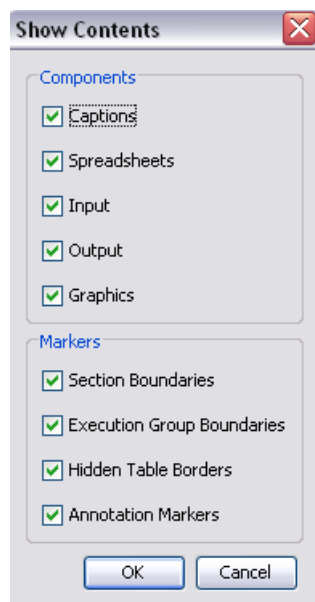 Show Contents
Components
Captions
Spreadsheets
Input
Output
Graphics
Markers
Section Boundaries
Execution Group Boundaries
Hidden Table Borders
Annotation Markers
OK Cancel